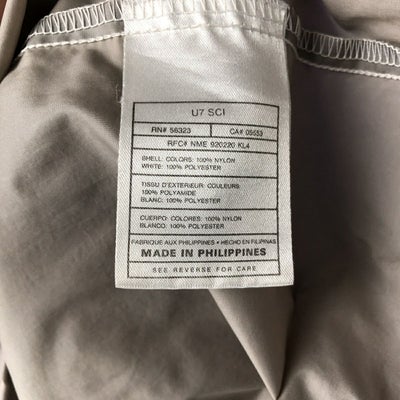 U7 SCI
RN# 56323 CA# 05553
RFC# NME 920220 KL4
SHELL: COLORS: 100% NYLON
WHITE: 100% POLYESTER
TISSU D'EXTERIEUR: COULEURS:
100% POLYAMIDE
BLANC: 100% POLYESTER
CUERPO: COLORES: 100% NYLON
BLANCO: 100% POLYESTER
FABRIQUE AUX PHILIPPINES • HECHO EN FILIPINAS
MADE IN PHILIPPINES
SEE REVERSE FOR CARE